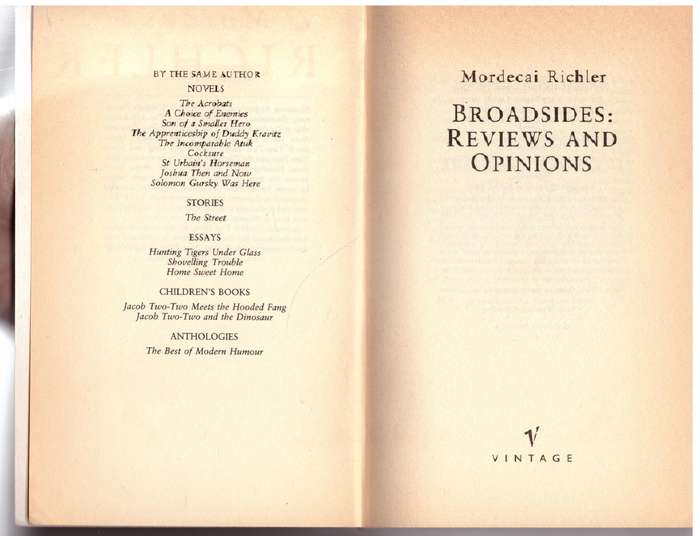 BY THE SAME AUTHOR
NOVELS
The Acrobats
A Choice of Enemies
Son of a Smaller Hero
The Apprenticeship of Duddy Kravitz
The Incomparable Atuk
Cocksure
St Urbain's Horseman
Joshua Then and Now
Solomon Gursky Was Here
STORIES
The Street
ESSAYS
Hunting Tigers Under Glass
Shovelling Trouble
Home Sweet Home
CHILDREN'S BOOKS
Jacob Two-Two Meets the Hooded Fang
Jacob Two-Two and the Dinosaur
ANTHOLOGIES
The Best of Modern Humour
Mordecai Richler
BROADSIDES:
REVIEWS AND
OPINIONS
V
VINTAGE